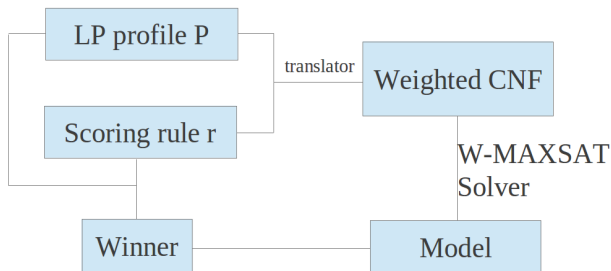 LP profile P
translator
Weighted CNF
Scoring rule r
W-MAXSAT
Solver
Winner
Model